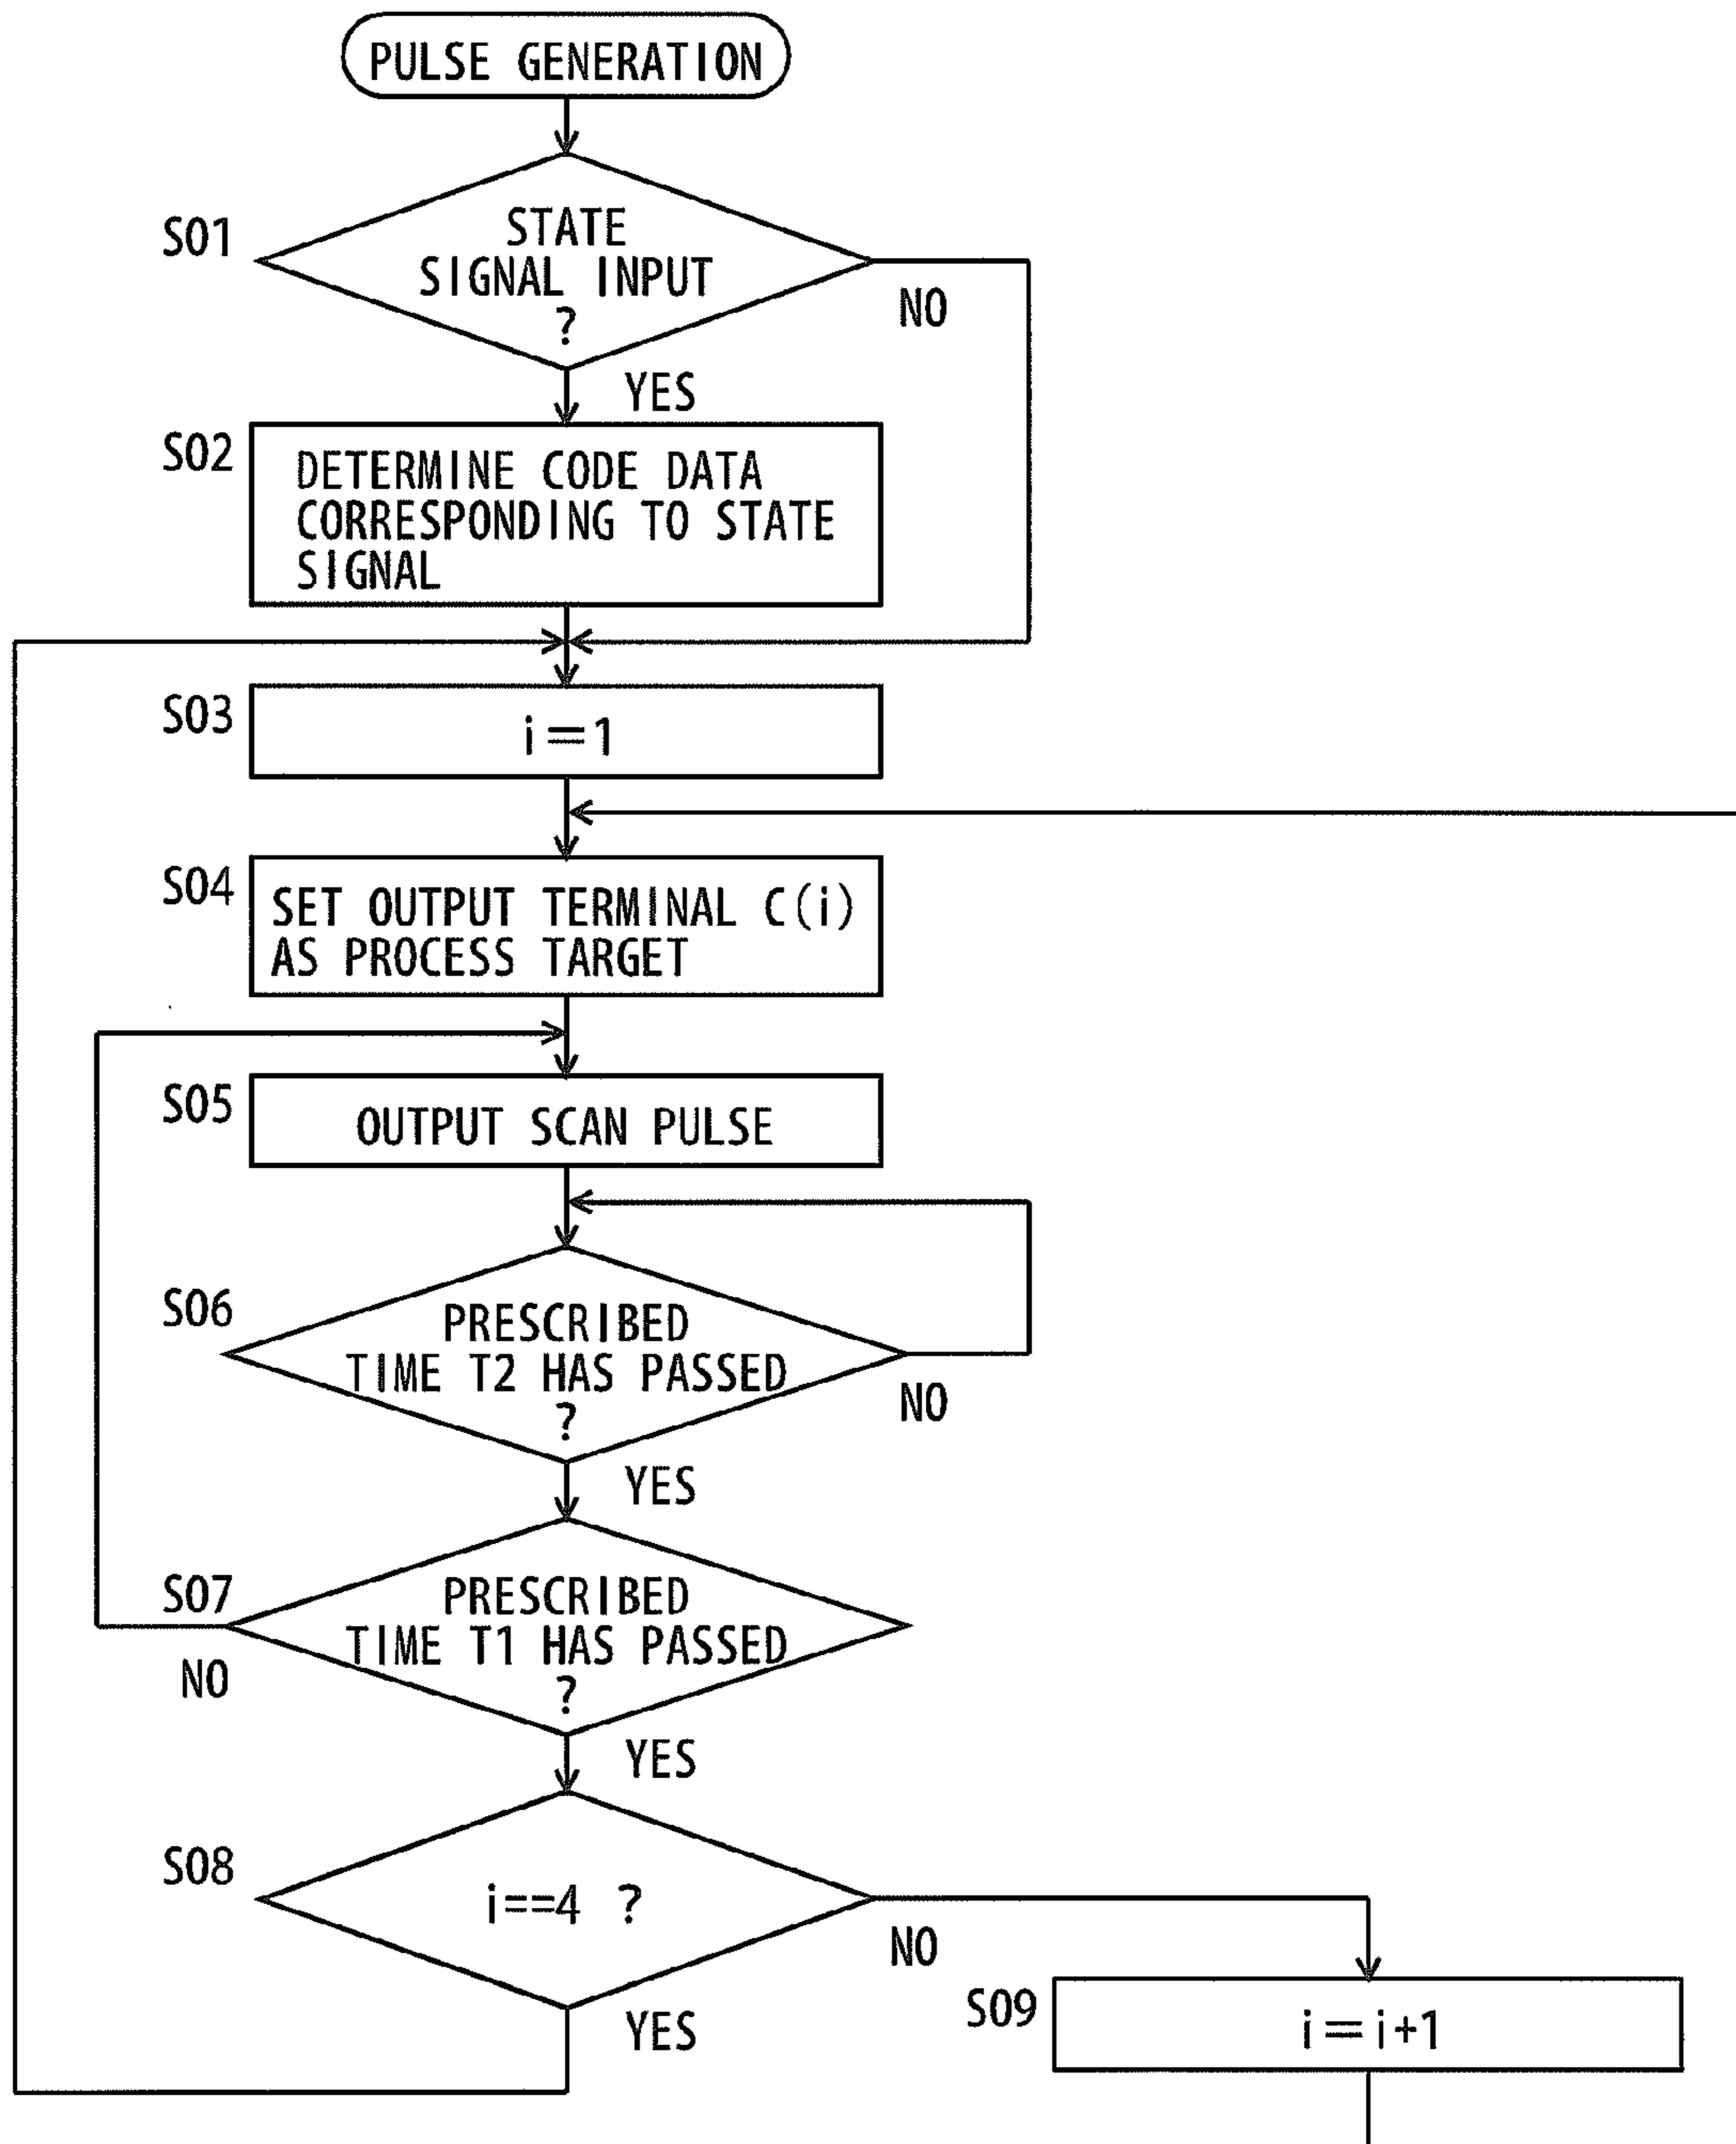 PULSE GENERATION
S01
STATE
SIGNAL INPUT
?
NO
YES
S02
DETERMINE CODE DATA
CORRESPONDING TO STATE
SIGNAL
S03
i=1
S04
SET OUTPUT TERMINAL C(i)
AS PROCESS TARGET
S05
OUTPUT SCAN PULSE
S06
PRESCRIBED
TIME T2 HAS PASSED
?
NO
YES
S07
PRESCRIBED
TIME T1 HAS PASSED
?
NO
YES
S08
i==4 ?
NO
YES
S09
i=i+1